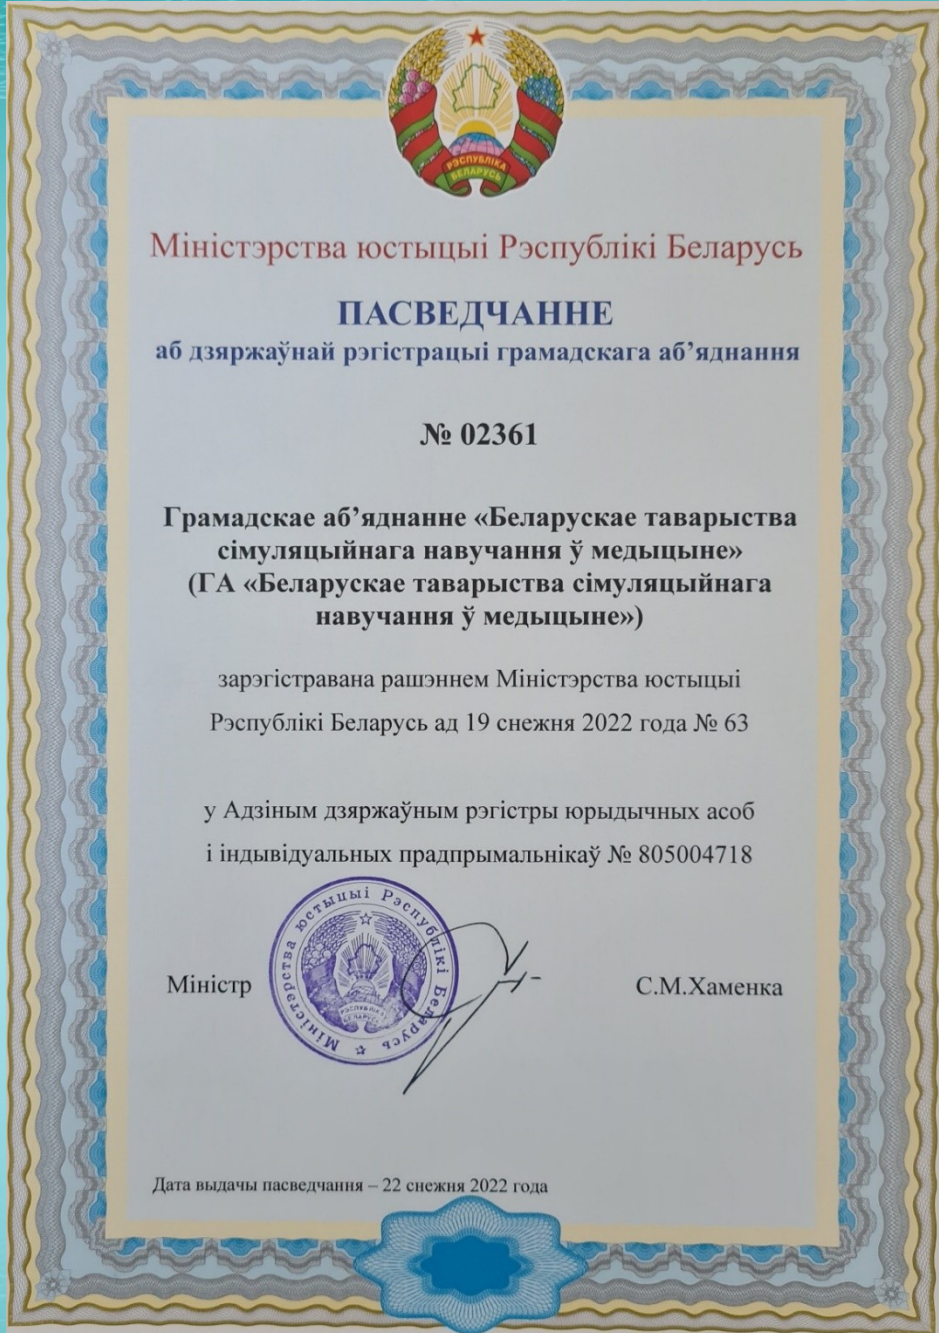 РЭСПУБЛІКА
БЕЛАРУСЬ
Міністэрства юстыцыі Рэспублікі Беларусь
ПАСВЕДЧАННЕ
аб дзяржаўнай рэгістрацыі грамадскага аб’яднання
№ 02361
Грамадскае аб’яднанне «Беларускае таварыства
сімуляцыйнага навучання ў медыцыне»
(ГА «Беларускае таварыства сімуляцыйнага
навучання ў медыцыне»)
зарэгістравана рашэннем Міністэрства юстыцыі
Рэспублікі Беларусь ад 19 снежня 2022 года № 63
у Адзіным дзяржаўным рэгістры юрыдычных асоб
і індывідуальных прадпрымальнікаў № 805004718
Міністр
Міністэрства юстыцыі Рэспублікі Беларусь
РЭСПУБЛІКА
БЕЛАРУСЬ
С.М.Хаменка
Дата выдачы пасведчання – 22 снежня 2022 года